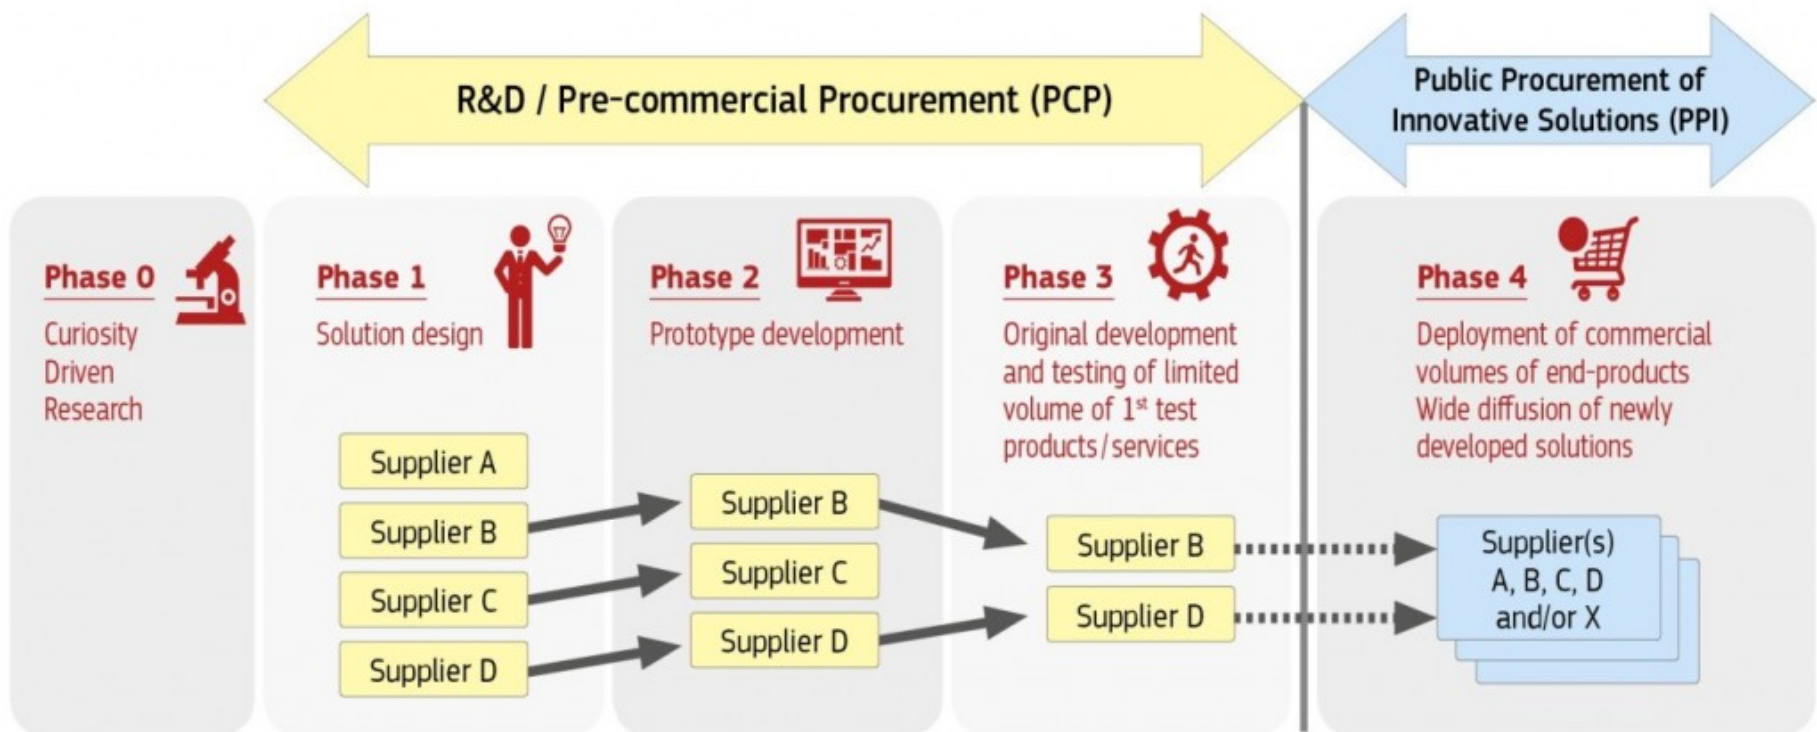 R&D / Pre-commercial Procurement (PCP)
Public Procurement of
Innovative Solutions (PPI)
Phase 0
Curiosity
Driven
Research
Phase 1
Solution design
Supplier A
Supplier B
Supplier C
Supplier D
Phase 2
Prototype development
Supplier B
Supplier C
Supplier D
Phase 3
Original development
and testing of limited
volume of 1st test
products/services
Supplier B
Supplier D
Phase 4
Deployment of commercial
volumes of end-products
Wide diffusion of newly
developed solutions
Supplier(s)
A, B, C, D
and/or X